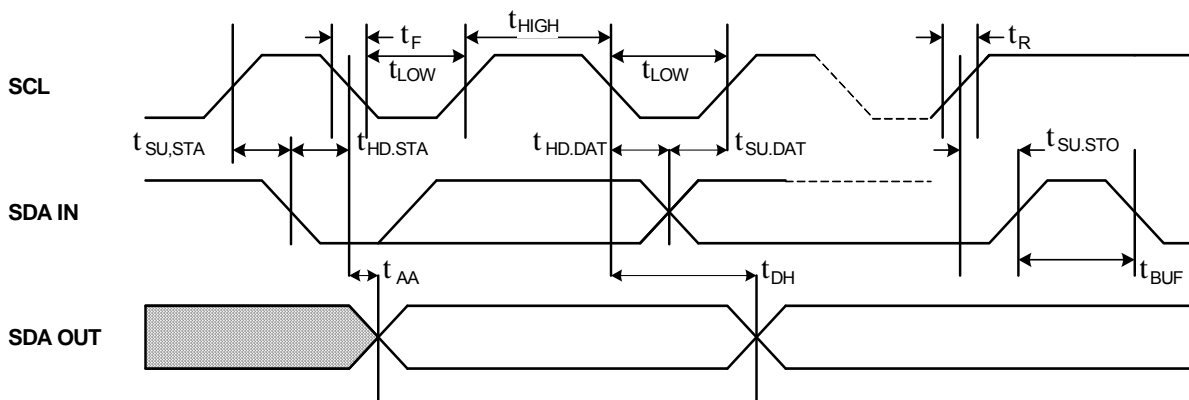 t_F
t_HIGH
t_R
SCL
t_LOW
t_LOW
t_SU,STA
t_HD.STA
t_HD.DAT
t_SU.DAT
t_SU.STO
SDA IN
t_AA
t_DH
t_BUF
SDA OUT